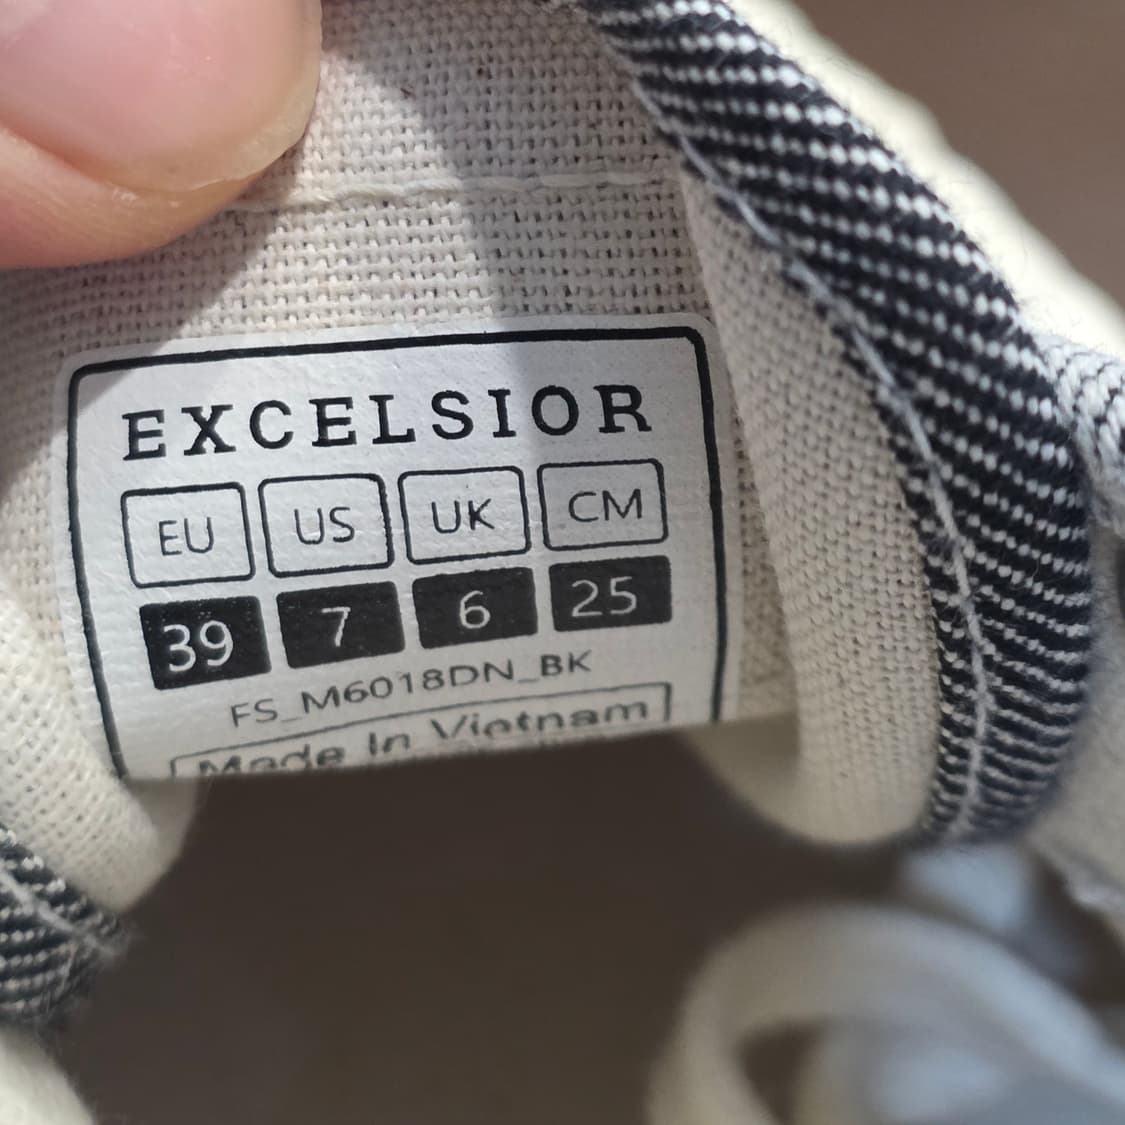 EXCELSIOR
EU US UK CM
39 7 6 25
FS_M6018DN_BK
Made In Vietnam